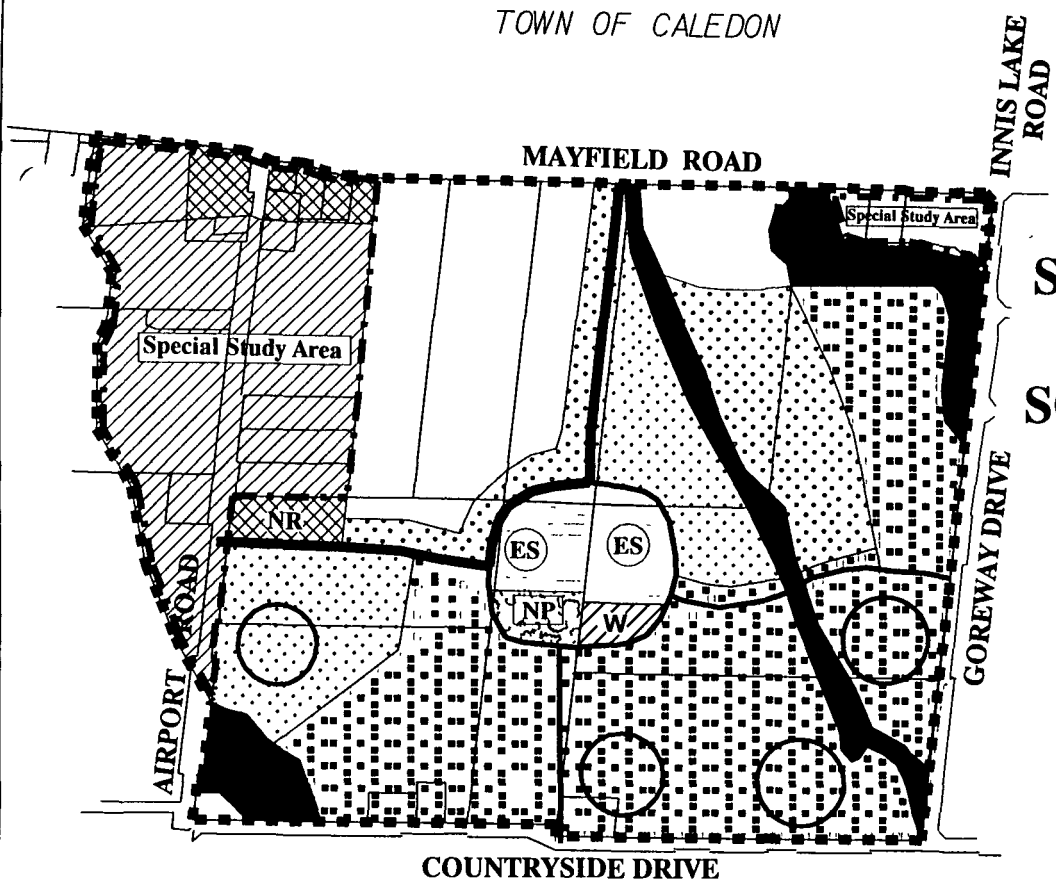 TOWN OF CALEDON
INNIS LAKE
ROAD
MAYFIELD ROAD
Special Study Area
S
Special Study Area
S
GOREWAY DRIVE
NR
ES
ES
NP
W
AIRPORT ROAD
COUNTRYSIDE DRIVE